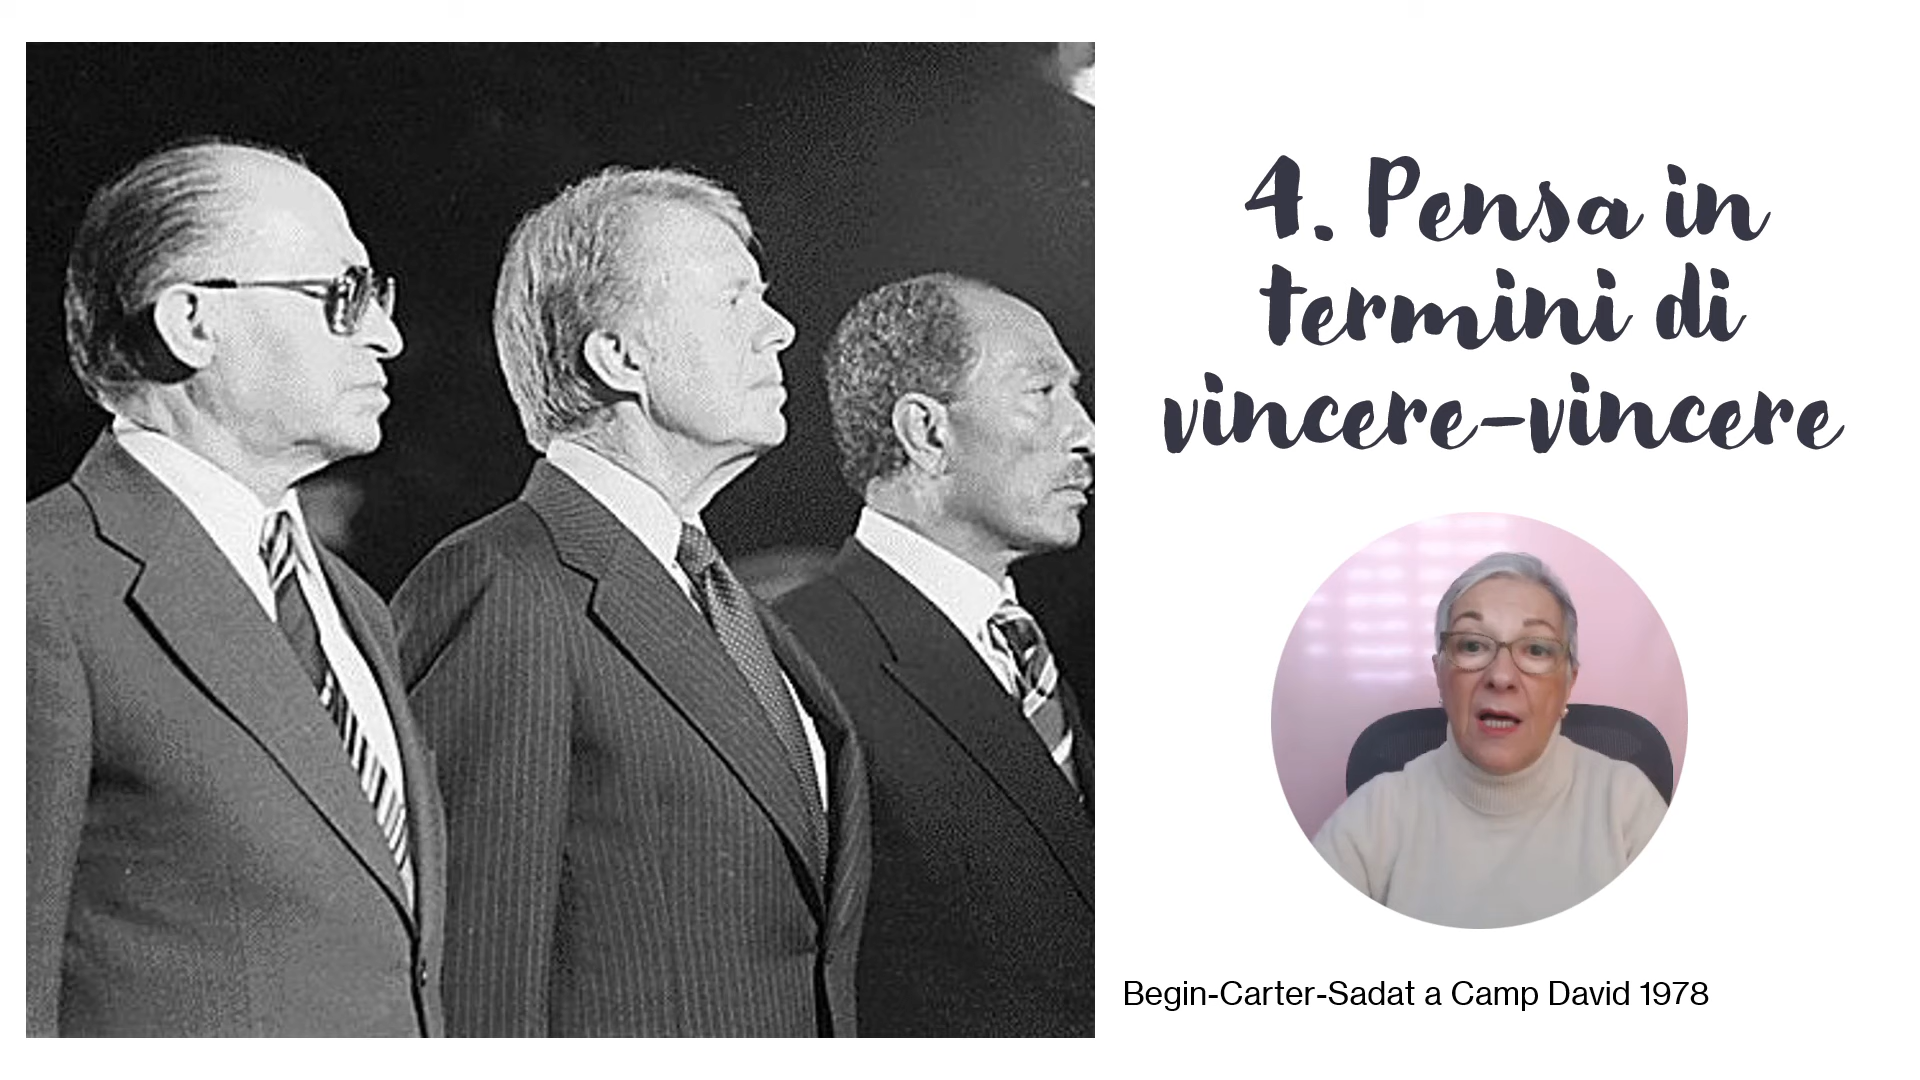 4. Pensa in
termini di
vincere-vincere
Begin-Carter-Sadat a Camp David 1978